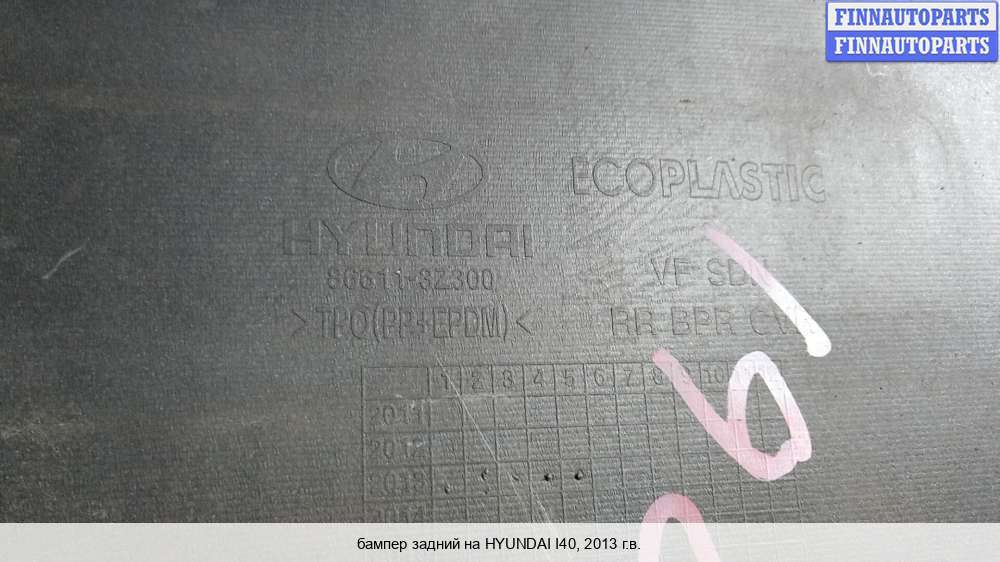 FINNAUTOPARTS
FINNAUTOPARTS
ECOPLASTIC
HYUNDAI
86611-3Z300
VF SDN
>TPO(PP+EPDM)<
RR BPR CVR
1 2 3 4 5 6 7 8 9 10
2011
2012
2013
2014
бампер задний на HYUNDAI I40, 2013 г.в.